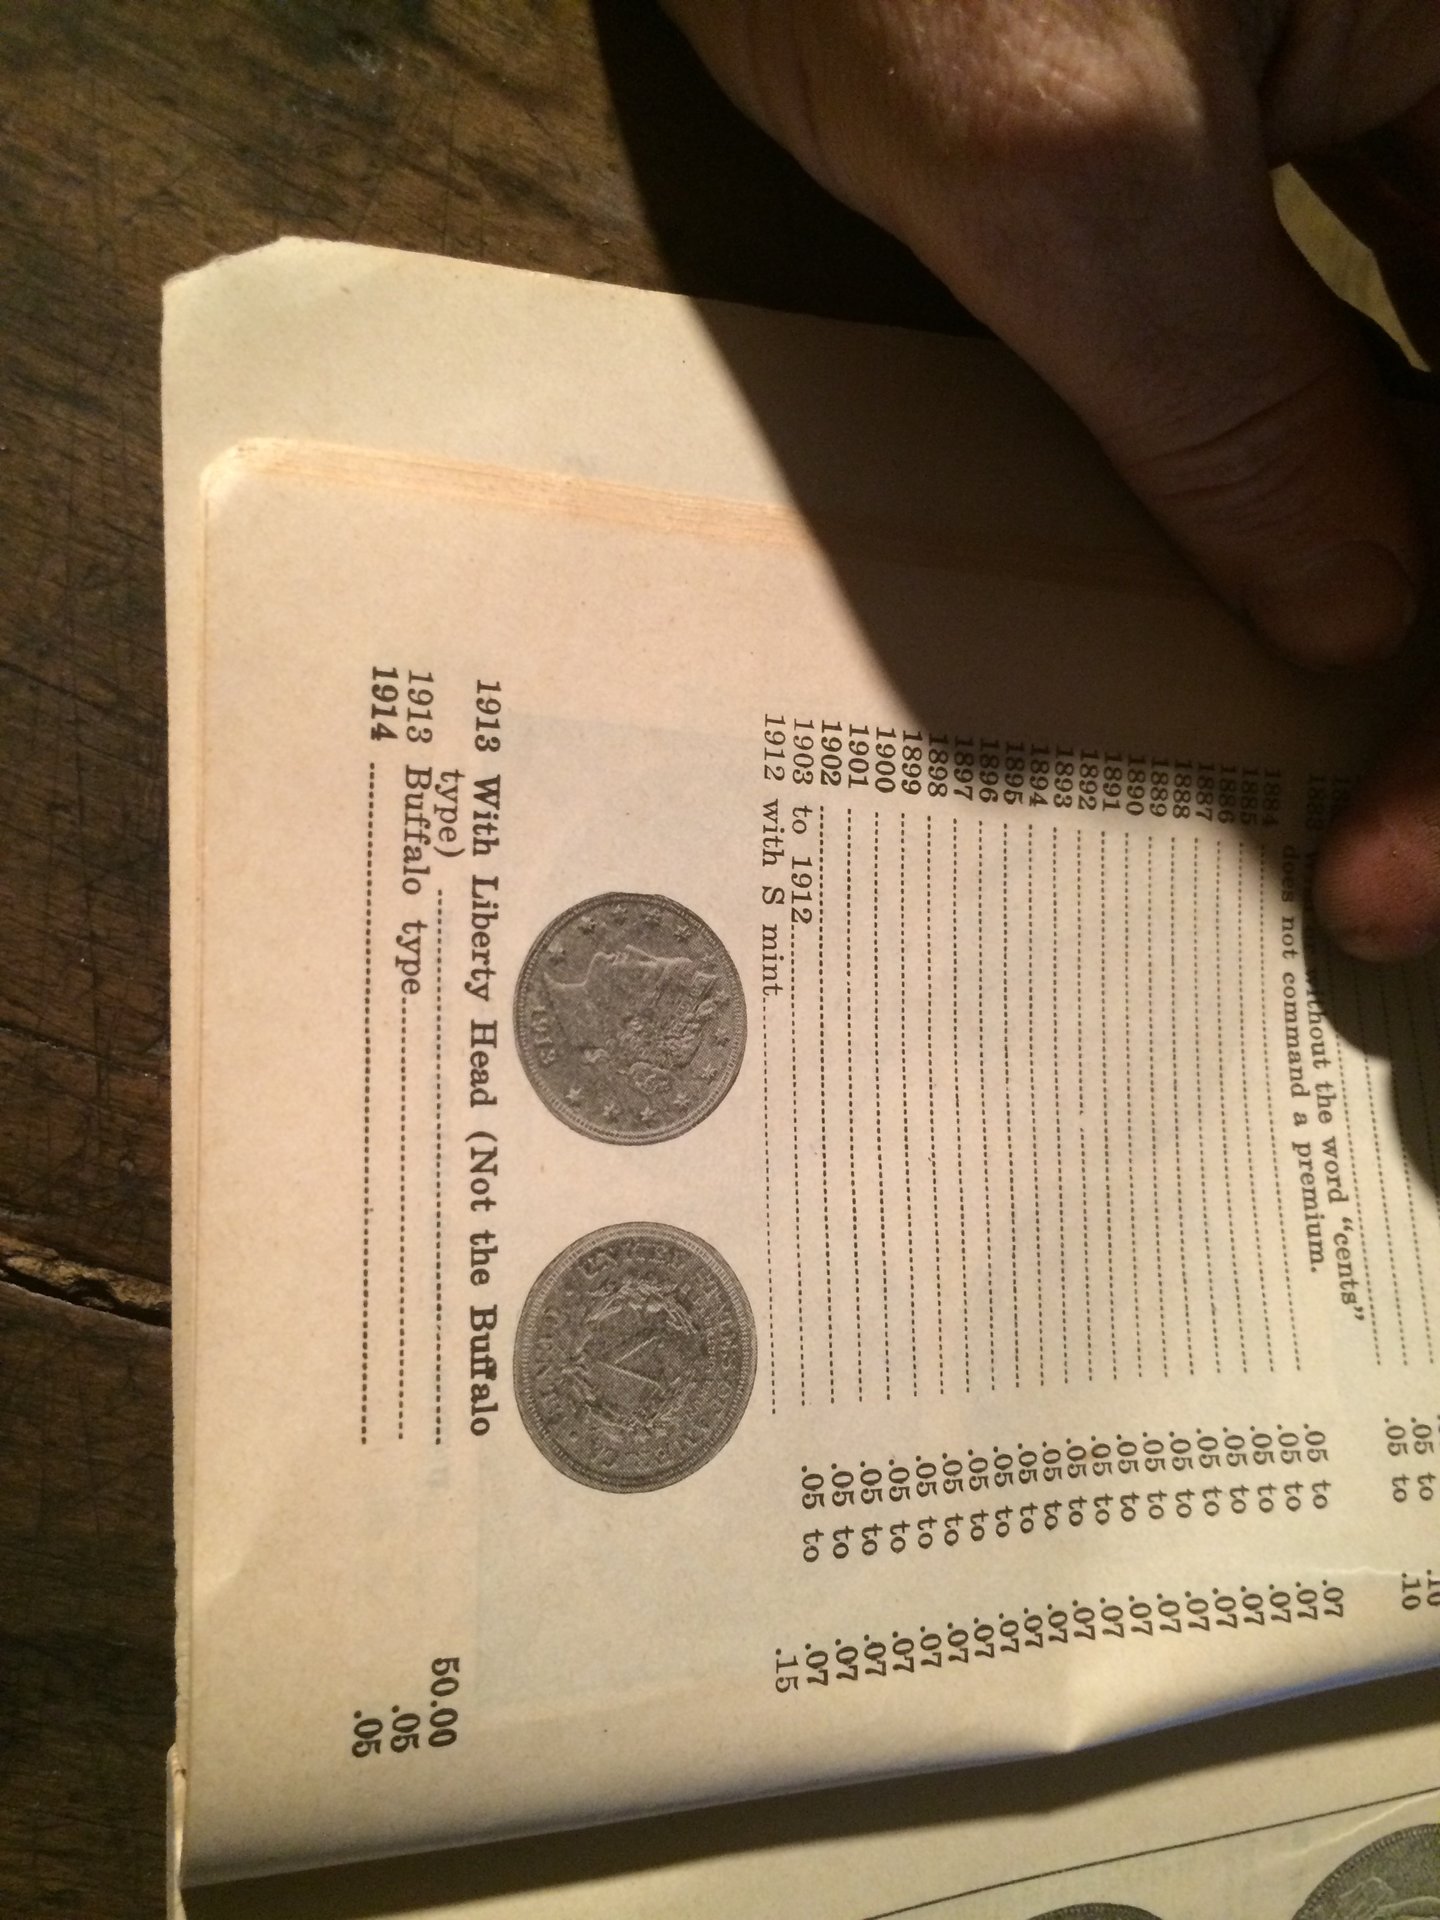 .05 to .10
.05 to .10
without the word “cents”
does not command a premium.
1884 .05 to .07
1885 .05 to .07
1886 .05 to .07
1887 .05 to .07
1888 .05 to .07
1889 .05 to .07
1890 .05 to .07
1891 .05 to .07
1892 .05 to .07
1893 .05 to .07
1894 .05 to .07
1895 .05 to .07
1896 .05 to .07
1897 .05 to .07
1898 .05 to .07
1899 .05 to .07
1900 .05 to .07
1901 .05 to .07
1902 .05 to .07
1903 to 1912 .05 to .07
1912 with S mint .15
1913
1913 With Liberty Head (Not the Buffalo
type) 50.00
1913 Buffalo type .05
1914 .05